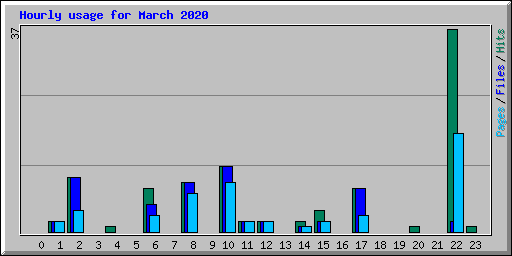 Hourly usage for March 2020
37
Pages/Files/Hits
0 1 2 3 4 5 6 7 8 9 10 11 12 13 14 15 16 17 18 19 20 21 22 23